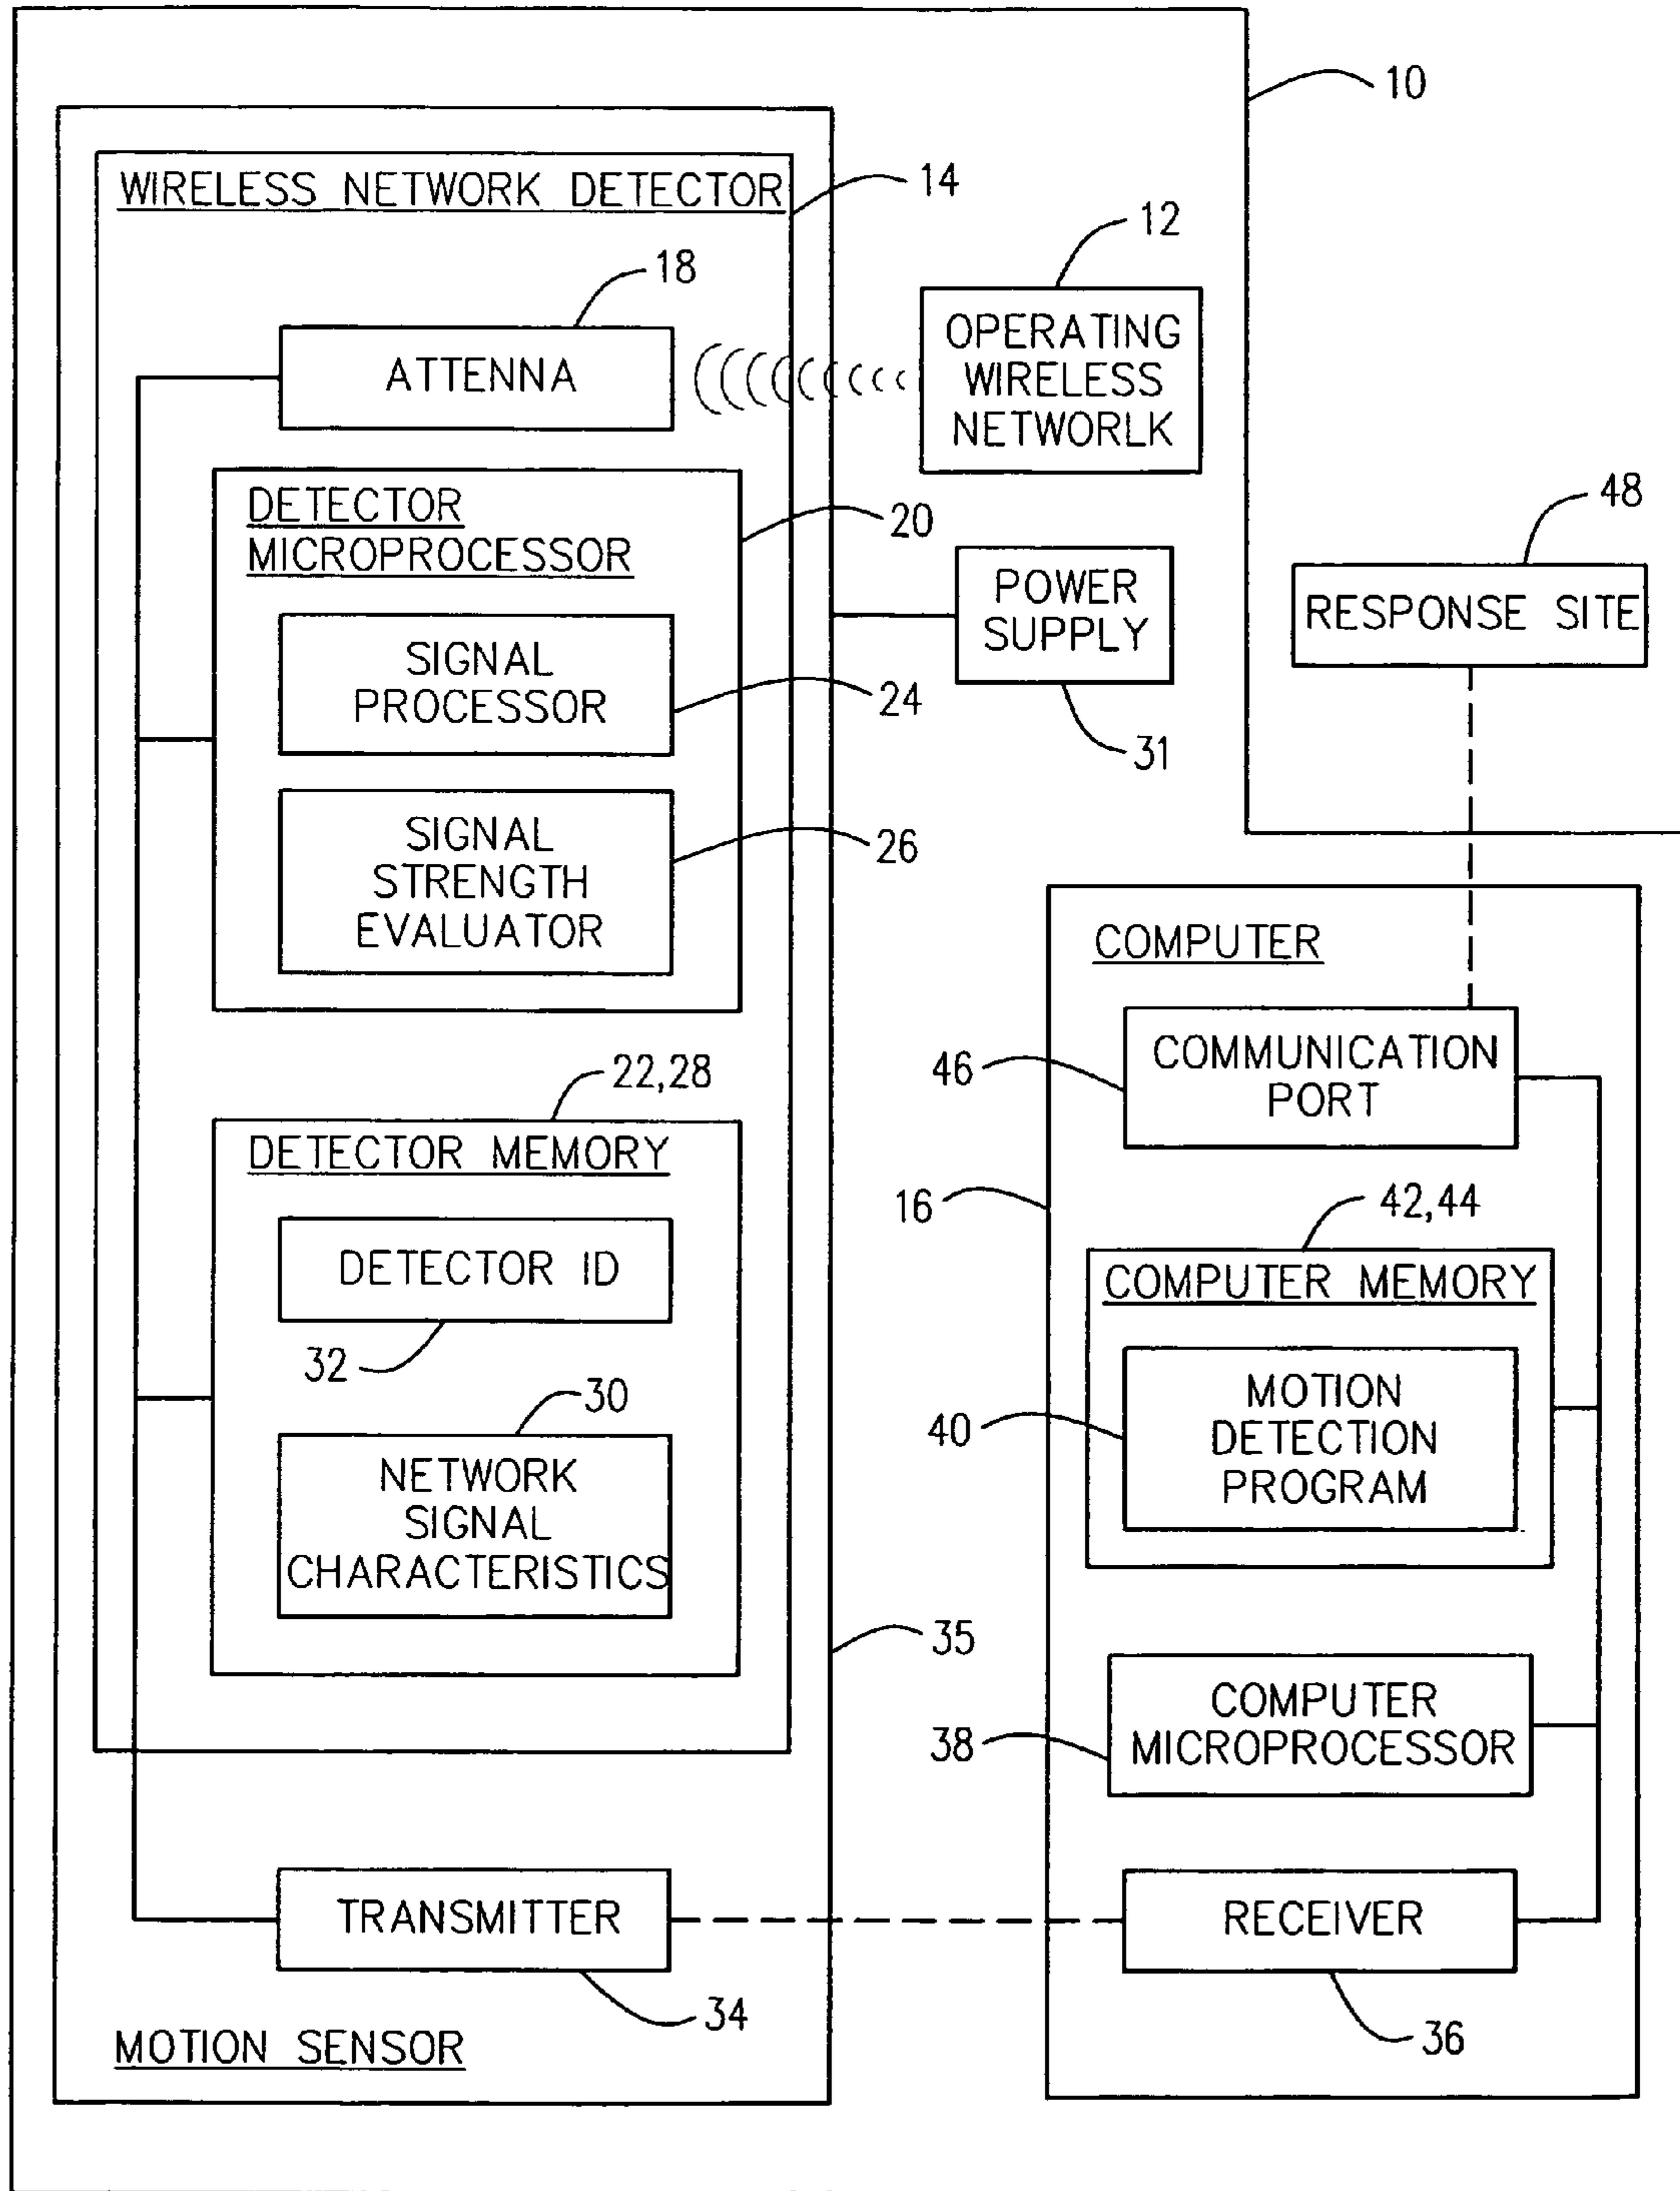 10
WIRELESS NETWORK DETECTOR
14
12
18
ATTENNA
OPERATING
WIRELESS
NETWORLK
DETECTOR
MICROPROCESSOR
20
48
POWER
SUPPLY
RESPONSE SITE
SIGNAL
PROCESSOR
24
31
SIGNAL
STRENGTH
EVALUATOR
26
COMPUTER
COMMUNICATION
PORT
46
22,28
DETECTOR MEMORY
16
42,44
DETECTOR ID
COMPUTER MEMORY
32
30
MOTION
DETECTION
PROGRAM
40
NETWORK
SIGNAL
CHARACTERISTICS
35
COMPUTER
MICROPROCESSOR
38
TRANSMITTER
RECEIVER
34
36
MOTION SENSOR